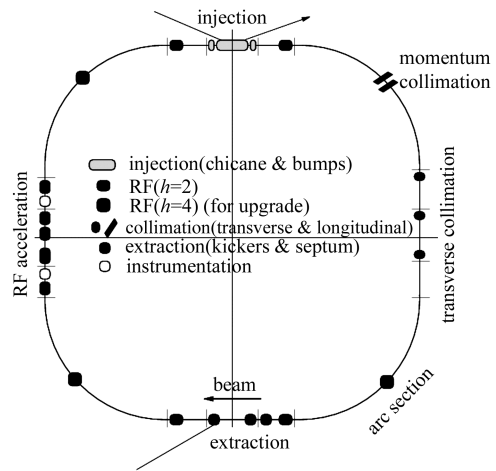 injection
momentum
collimation
injection(chicane & bumps)
RF(h=2)
RF(h=4) (for upgrade)
collimation(transverse & longitudinal)
extraction(kickers & septum)
instrumentation
RF acceleration
transverse collimation
beam
arc section
extraction